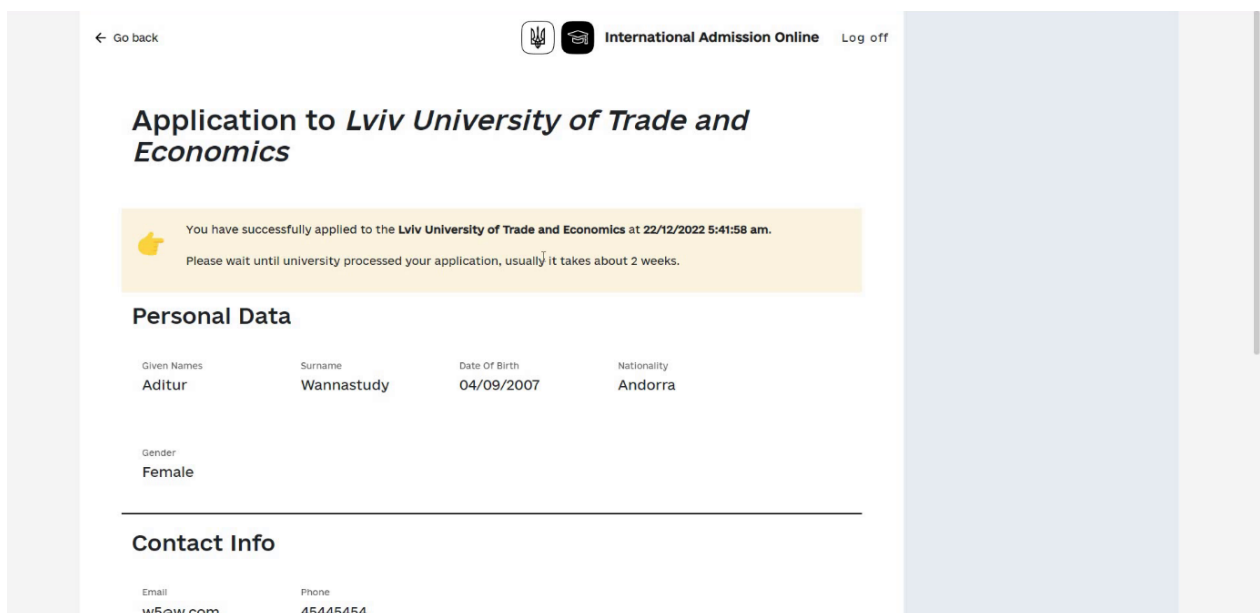 ← Go back
International Admission Online
Log off
Application to Lviv University of Trade and
Economics
You have successfully applied to the Lviv University of Trade and Economics at 22/12/2022 5:41:58 am.
Please wait until university processed your application, usually it takes about 2 weeks.
Personal Data
Given Names
Surname
Date Of Birth
Nationality
Aditur
Wannastudy
04/09/2007
Andorra
Gender
Female
Contact Info
Email
Phone
w5@w.com
45445454